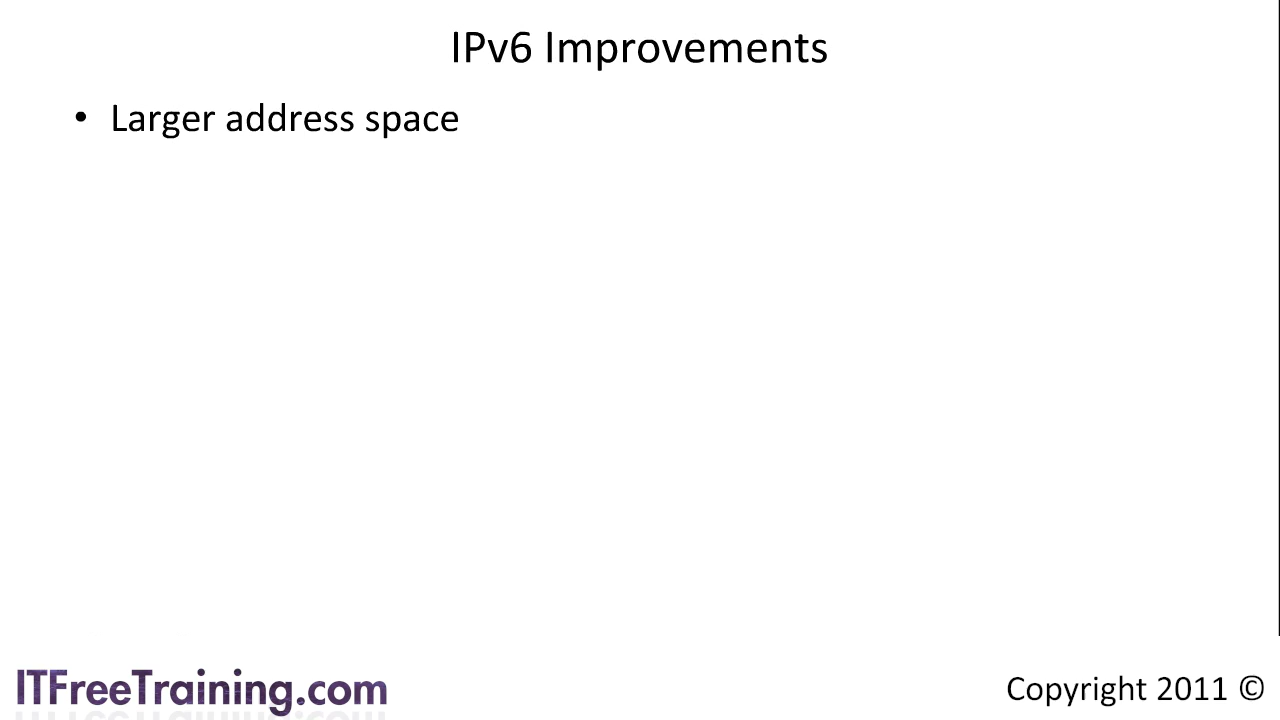 IPv6 Improvements
• Larger address space
ITFreeTraining.com
Copyright 2011 ©